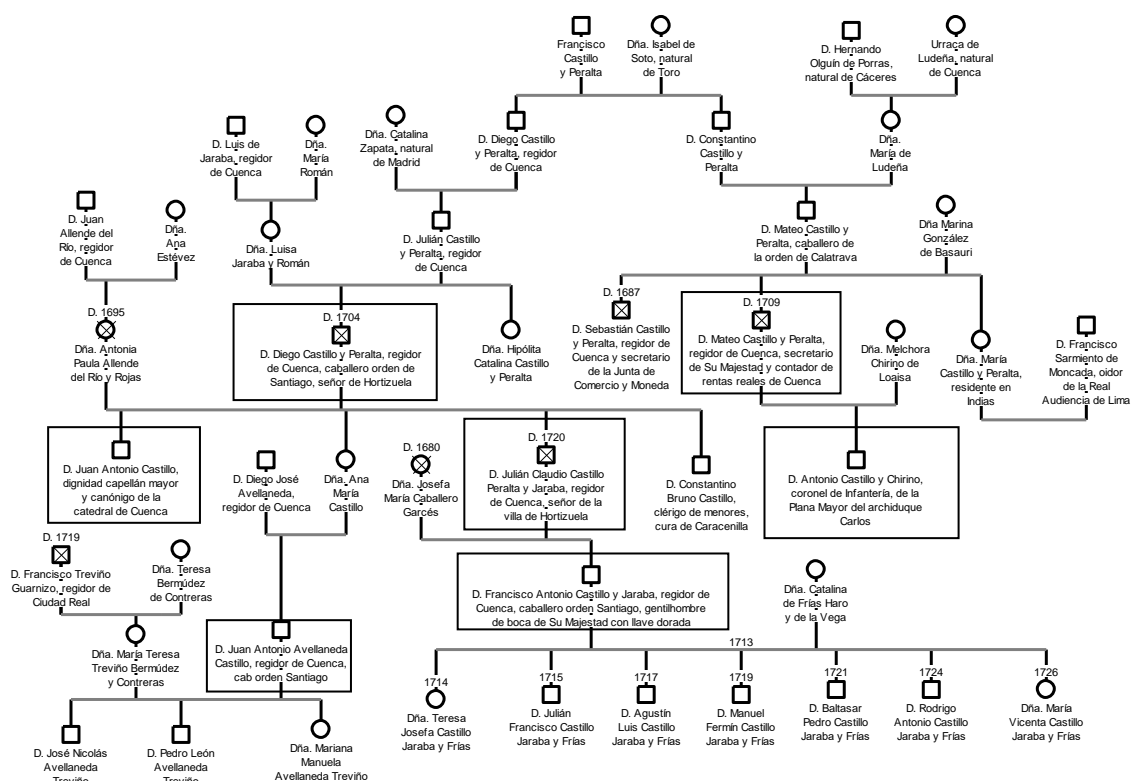 Francisco
Castillo
y Peralta
Dña. Isabel de
Soto, natural
de Toro
D. Hernando
Olguín de Porras,
natural de Cáceres
Urraca de
Ludeña, natural
de Cuenca
D. Luis de
Jaraba, regidor
de Cuenca
Dña.
María
Román
Dña. Catalina
Zapata, natural
de Madrid
D. Diego Castillo
y Peralta, regidor
de Cuenca
D. Constantino
Castillo y
Peralta
Dña.
María de
Ludeña
D. Juan
Allende del
Río, regidor
de Cuenca
Dña.
Ana
Estévez
Dña. Luisa
Jaraba y Román
D. Julián Castillo
y Peralta, regidor
de Cuenca
D. Mateo Castillo y
Peralta, caballero de
la orden de Calatrava
Dña Marina
González
de Basauri
D. 1695
Dña. Antonia
Paula Allende
del Río y Rojas
D. 1704
D. Diego Castillo y Peralta, regidor
de Cuenca, caballero orden de
Santiago, señor de Hortizuela
Dña. Hipólita
Catalina Castillo
y Peralta
D. 1687
D. Sebastián Castillo
y Peralta, regidor de
Cuenca y secretario
de la Junta de
Comercio y Moneda
D. 1709
D. Mateo Castillo y Peralta,
regidor de Cuenca, secretario
de Su Majestad y contador de
rentas reales de Cuenca
Dña. Melchora
Chirino de
Loaisa
Dña. María
Castillo y Peralta,
residente en
Indias
D. Francisco
Sarmiento de
Moncada, oidor
de la Real
Audiencia de Lima
D. Juan Antonio Castillo,
dignidad capellán mayor
y canónigo de la
catedral de Cuenca
D. Diego José
Avellaneda,
regidor de Cuenca
Dña. Ana
María
Castillo
D. 1680
Dña. Josefa
María Caballero
Garcés
D. 1720
D. Julián Claudio Castillo
Peralta y Jaraba, regidor
de Cuenca, señor de la
villa de Hortizuela
D. Constantino
Bruno Castillo,
clérigo de menores,
cura de Caracenilla
D. Antonio Castillo y Chirino,
coronel de Infantería, de la
Plana Mayor del archiduque
Carlos
D. 1719
D. Francisco Treviño
Guarnizo, regidor de
Ciudad Real
Dña. Teresa
Bermúdez
de Contreras
D. Francisco Antonio Castillo y Jaraba, regidor de
Cuenca, caballero orden Santiago, gentilhombre
de boca de Su Majestad con llave dorada
Dña. Catalina
de Frías Haro
y de la Vega
Dña. María Teresa
Treviño Bermúdez
y Contreras
D. Juan Antonio Avellaneda
Castillo, regidor de Cuenca,
cab orden Santiago
1713
1714
Dña. Teresa
Josefa Castillo
Jaraba y Frías
1715
D. Julián
Francisco Castillo
Jaraba y Frías
1717
D. Agustín
Luis Castillo
Jaraba y Frías
1719
D. Manuel
Fermín Castillo
Jaraba y Frías
1721
D. Baltasar
Pedro Castillo
Jaraba y Frías
1724
D. Rodrigo
Antonio Castillo
Jaraba y Frías
1726
Dña. María
Vicenta Castillo
Jaraba y Frías
D. José Nicolás
Avellaneda
Treviño
D. Pedro León
Avellaneda
Treviño
Dña. Mariana
Manuela
Avellaneda Treviño